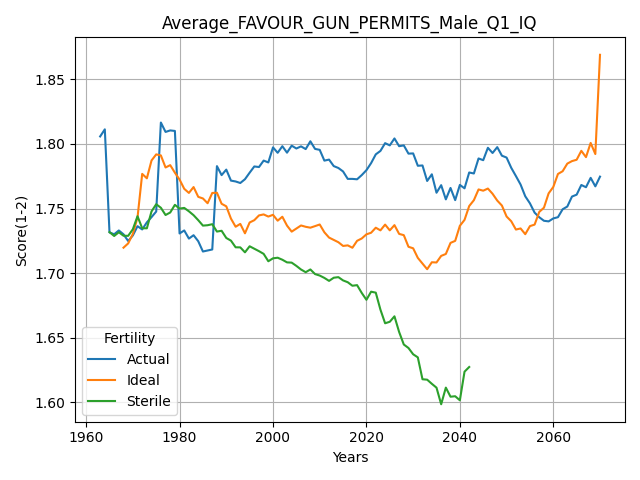 Average_FAVOUR_GUN_PERMITS_Male_Q1_IQ
Score(1-2)
1.85
1.80
1.75
1.70
1.65
1.60
Fertility
Actual
Ideal
Sterile
1960 1980 2000 2020 2040 2060
Years